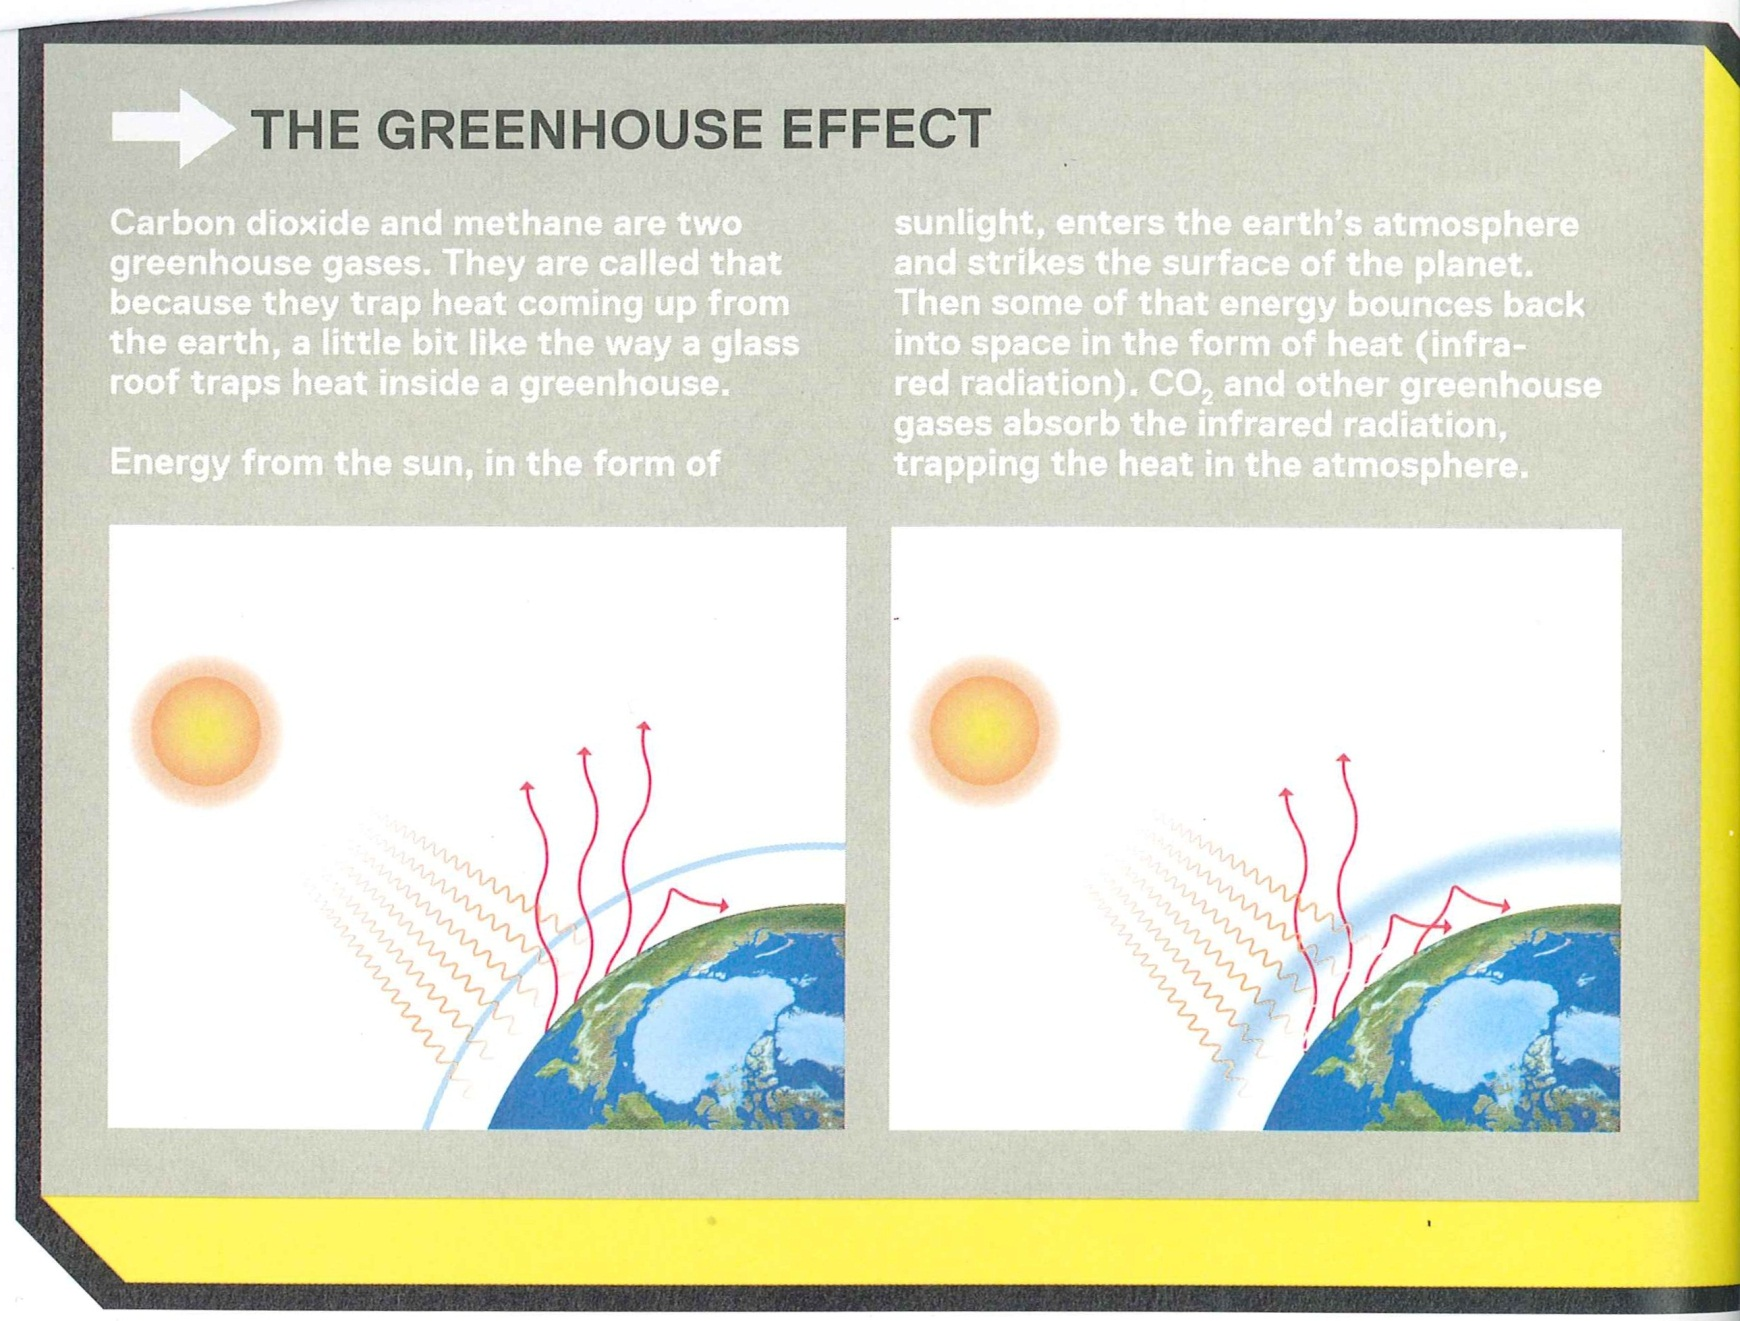 THE GREENHOUSE EFFECT
Carbon dioxide and methane are two
greenhouse gases. They are called that
because they trap heat coming up from
the earth, a little bit like the way a glass
roof traps heat inside a greenhouse.
Energy from the sun, in the form of
sunlight, enters the earth's atmosphere
and strikes the surface of the planet.
Then some of that energy bounces back
into space in the form of heat (infra-
red radiation). CO₂ and other greenhouse
gases absorb the infrared radiation,
trapping the heat in the atmosphere.